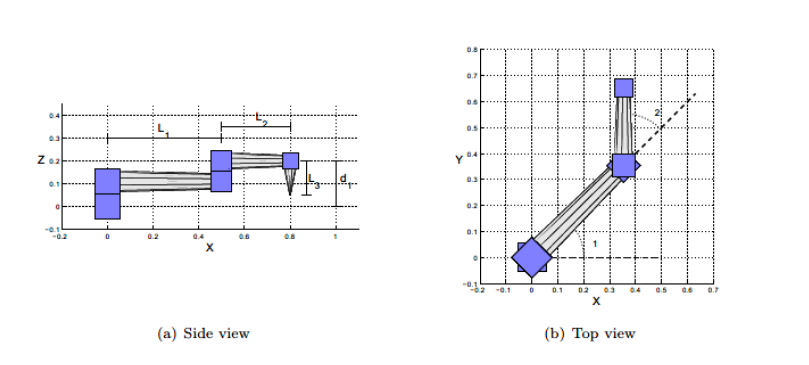 L1
L2
L3
d1
Z
0.4
0.3
0.2
0.1
0
-0.1
-0.2 0 0.2 0.4 0.6 0.8 1
X
(a) Side view
0.8
0.7
0.6
0.5
0.4
0.3
0.2
0.1
0
-0.1
Y
2
1
-0.2 -0.1 0 0.1 0.2 0.3 0.4 0.5 0.6 0.7
X
(b) Top view